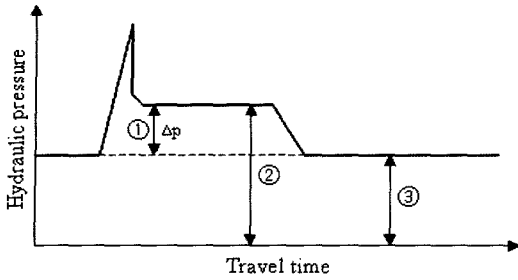 Hydraulic pressure
① Δp
②
③
Travel time